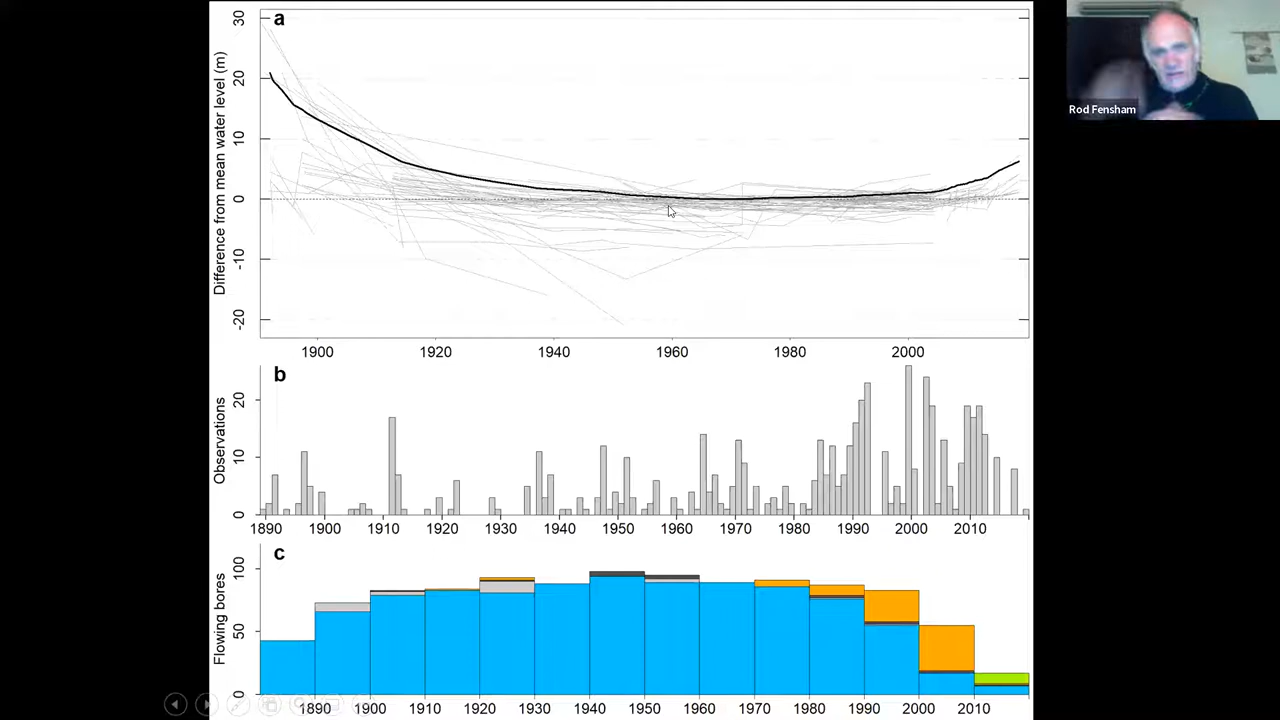 a
30
20
10
0
-10
-20
Difference from mean water level (m)
1900 1920 1940 1960 1980 2000
b
20
10
0
Observations
1890 1900 1910 1920 1930 1940 1950 1960 1970 1980 1990 2000 2010
c
100
50
0
Flowing bores
1890 1900 1910 1920 1930 1940 1950 1960 1970 1980 1990 2000 2010
Rod Fensham